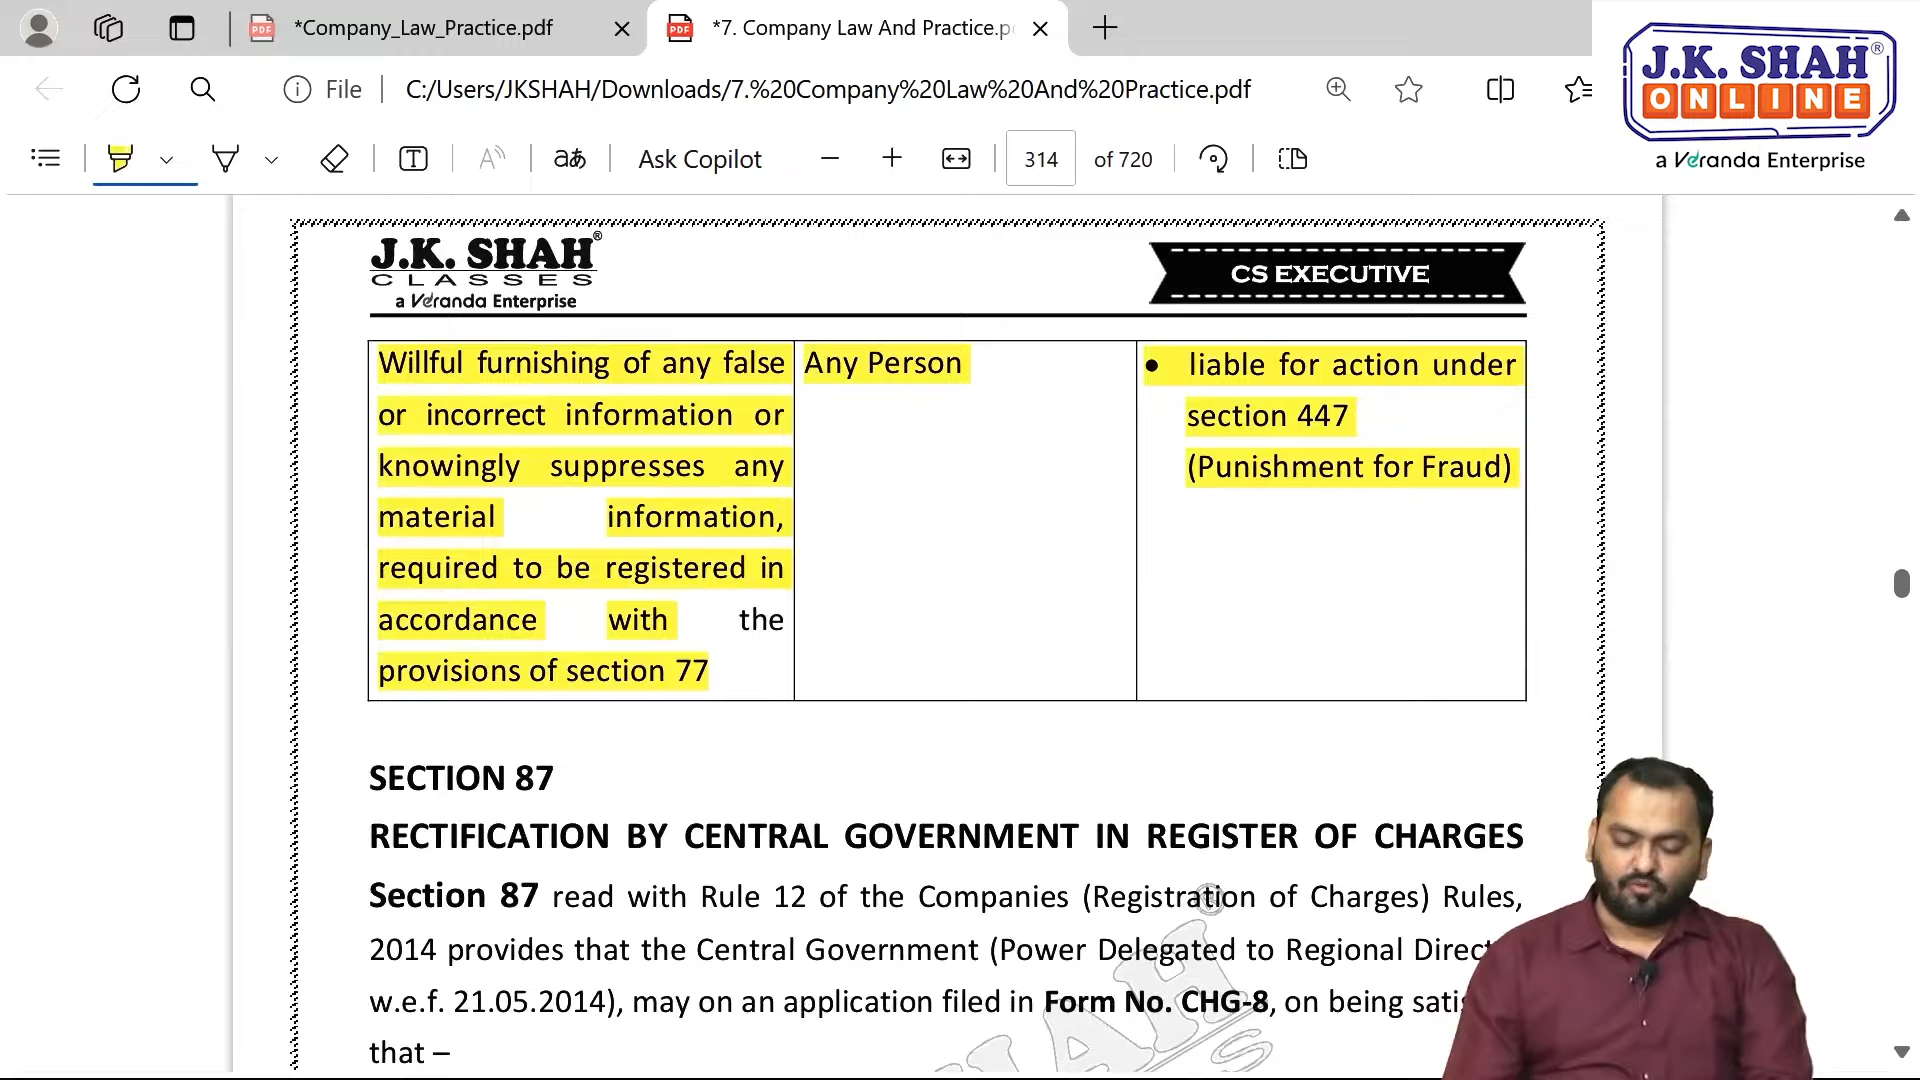 *Company_Law_Practice.pdf
*7. Company Law And Practice.p
File
C:/Users/JKSHAH/Downloads/7.%20Company%20Law%20And%20Practice.pdf
Ask Copilot
314
of 720
J.K. SHAH®
ONLINE
a Veranda Enterprise
J.K. SHAH®
CLASSES
a Veranda Enterprise
CS EXECUTIVE
Willful furnishing of any false
or incorrect information or
knowingly suppresses any
material information,
required to be registered in
accordance with the
provisions of section 77
Any Person
• liable for action under
section 447
(Punishment for Fraud)
SECTION 87
RECTIFICATION BY CENTRAL GOVERNMENT IN REGISTER OF CHARGES
Section 87 read with Rule 12 of the Companies (Registration of Charges) Rules,
2014 provides that the Central Government (Power Delegated to Regional Direct
w.e.f. 21.05.2014), may on an application filed in Form No. CHG-8, on being satis
that –